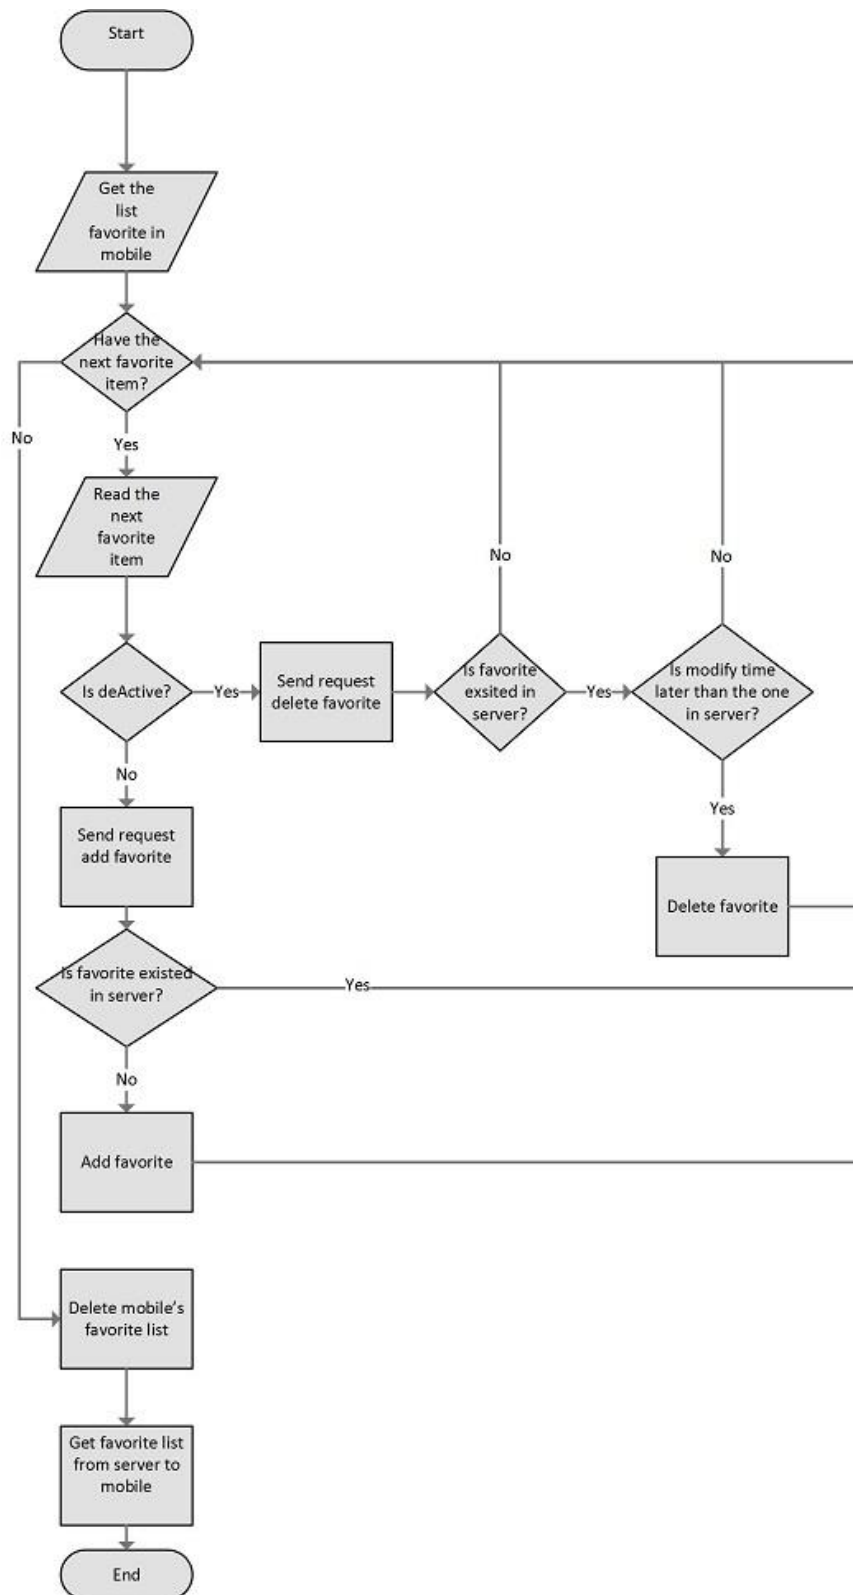 Start
Get the
list
favorite in
mobile
Have the
next favorite
item?
No
Yes
Read the
next
favorite
item
No
No
Is deActive?
Yes
Send request
delete favorite
Is favorite
exsited in
server?
Yes
Is modify time
later than the one
in server?
No
Yes
Send request
add favorite
Delete favorite
Is favorite existed
in server?
Yes
No
Add favorite
Delete mobile's
favorite list
Get favorite list
from server to
mobile
End